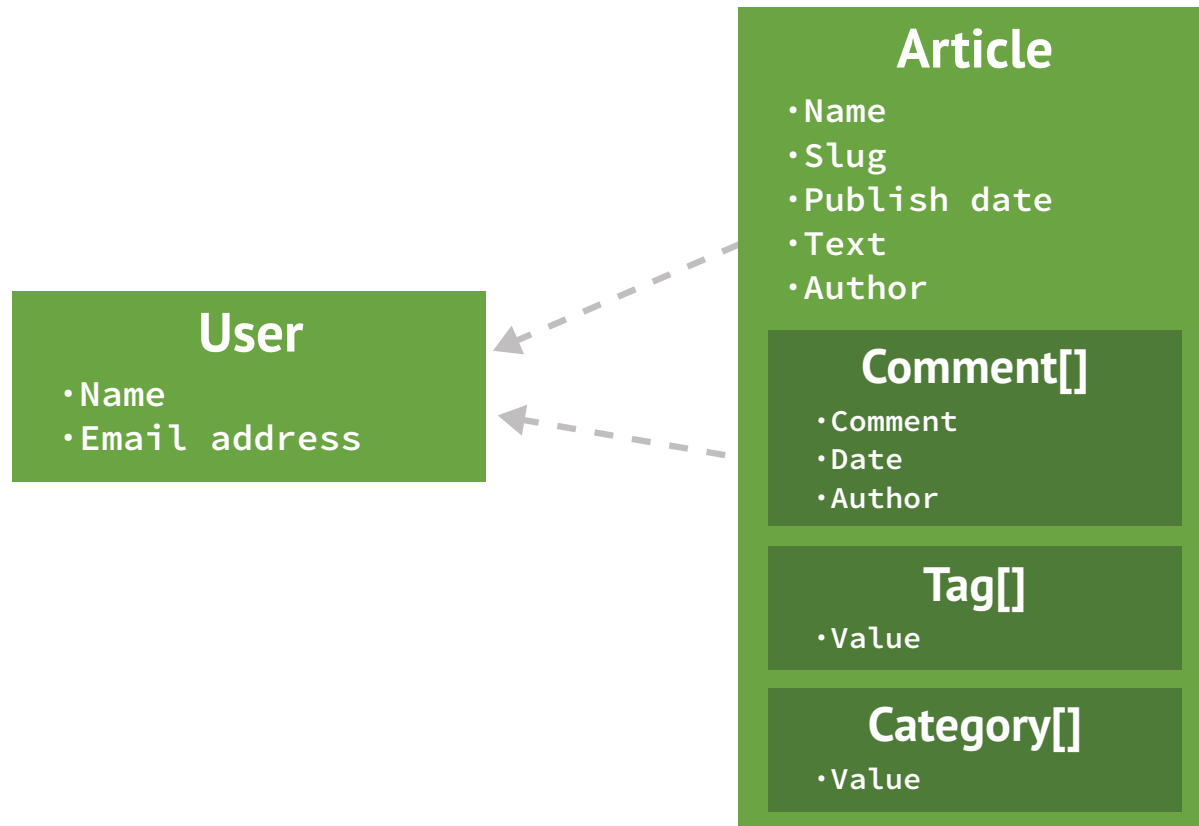 User
·Name
·Email address
Article
·Name
·Slug
·Publish date
·Text
·Author
Comment[]
·Comment
·Date
·Author
Tag[]
·Value
Category[]
·Value